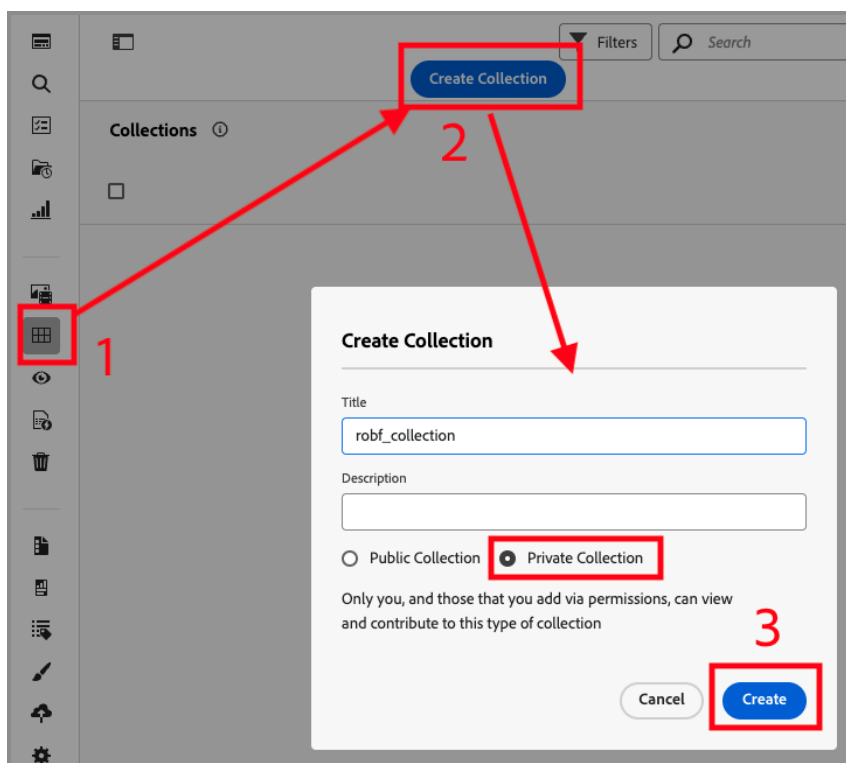 Filters
Search
Create Collection
2
Collections
1
Create Collection
Title
robf_collection
Description
Public Collection
Private Collection
Only you, and those that you add via permissions, can view
and contribute to this type of collection
3
Cancel
Create